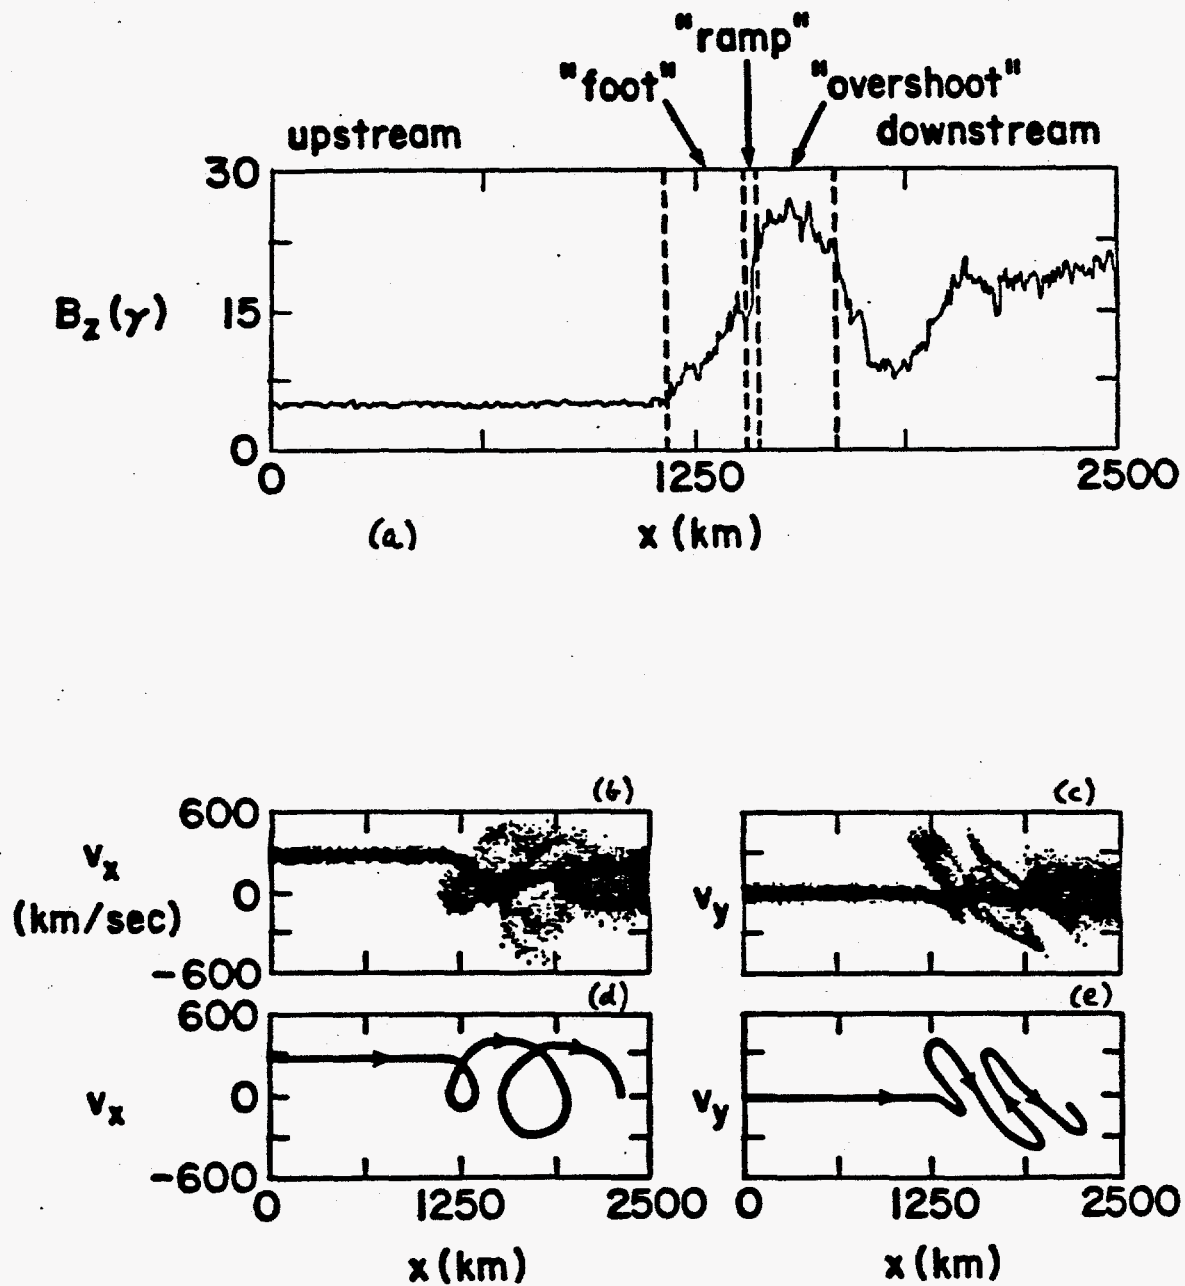 "ramp"
"foot" "overshoot"
upstream downstream
30
B_z (γ) 15
0
0 1250 2500
(a) x (km)
(b) (c)
600
v_x 0 v_y
(km/sec)
-600
(d) (e)
600
v_x 0 v_y
-600
0 1250 2500 0 1250 2500
x (km) x (km)